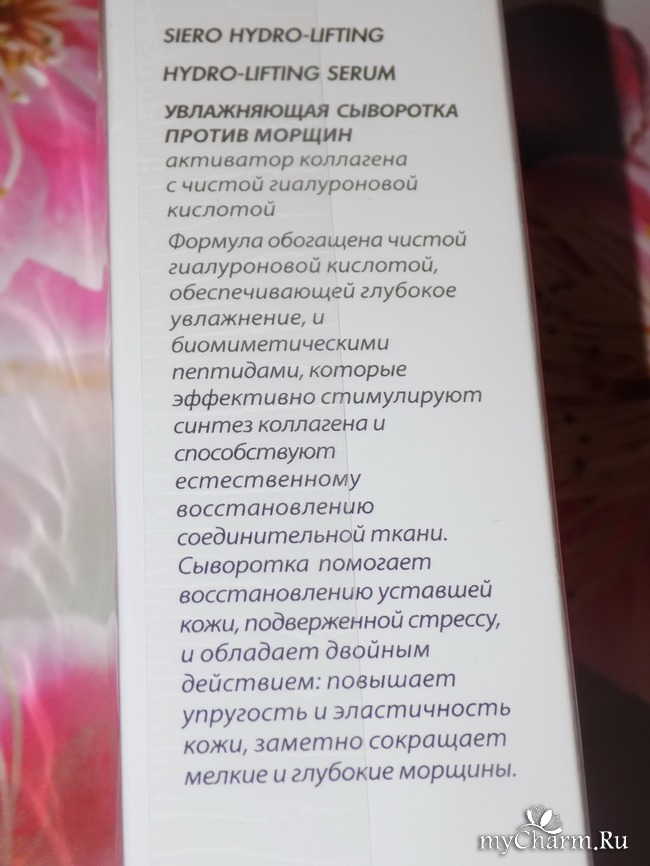 SIERO HYDRO-LIFTING
HYDRO-LIFTING SERUM
УВЛАЖНЯЮЩАЯ СЫВОРОТКА
ПРОТИВ МОРЩИН
активатор коллагена
с чистой гиалуроновой
кислотой
Формула обогащена чистой
гиалуроновой кислотой,
обеспечивающей глубокое
увлажнение, и
биомиметическими
пептидами, которые
эффективно стимулируют
синтез коллагена и
способствуют
естественному
восстановлению
соединительной ткани.
Сыворотка помогает
восстановлению уставшей
кожи, подверженной стрессу,
и обладает двойным
действием: повышает
упругость и эластичность
кожи, заметно сокращает
мелкие и глубокие морщины.
myCharm.Ru